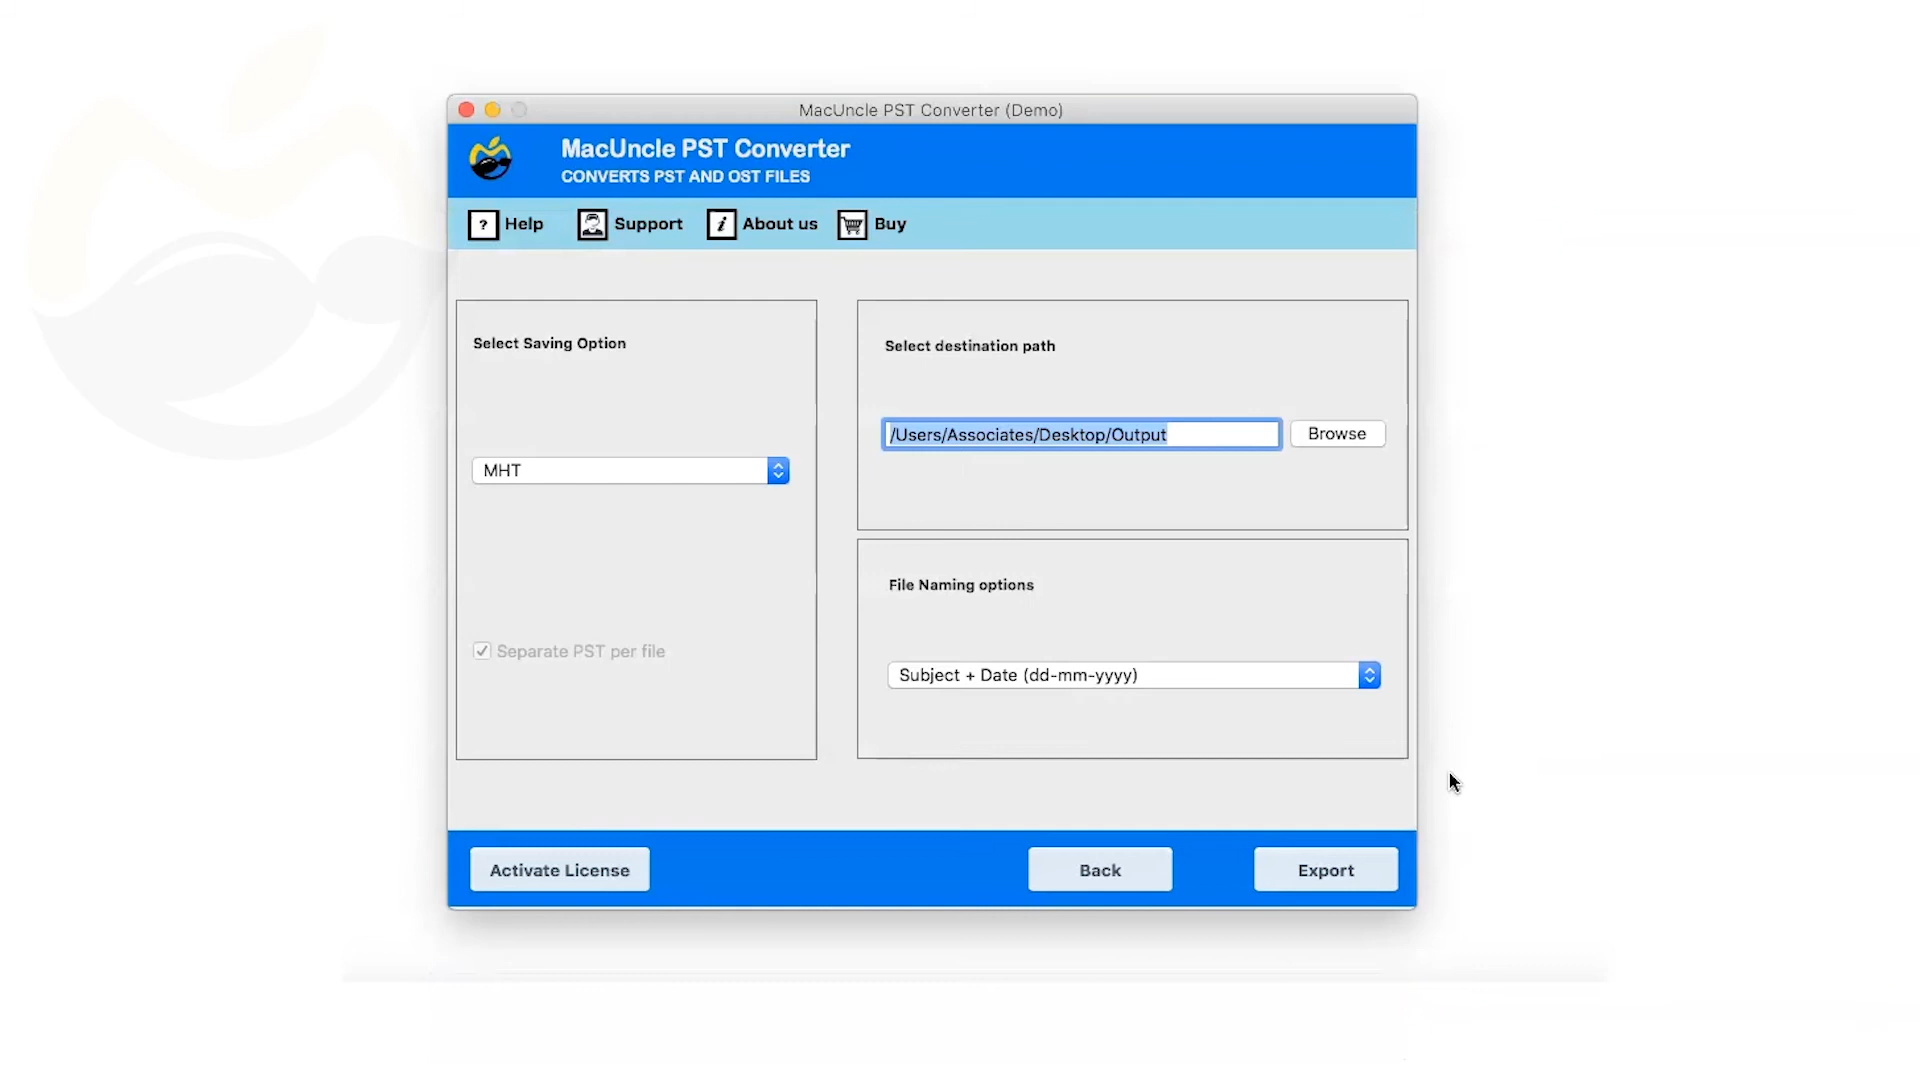 MacUncle PST Converter (Demo)
MacUncle PST Converter
CONVERTS PST AND OST FILES
? Help
Support
i About us
Buy
Select Saving Option
MHT
Separate PST per file
Select destination path
/Users/Associates/Desktop/Output
Browse
File Naming options
Subject + Date (dd-mm-yyyy)
Activate License
Back
Export